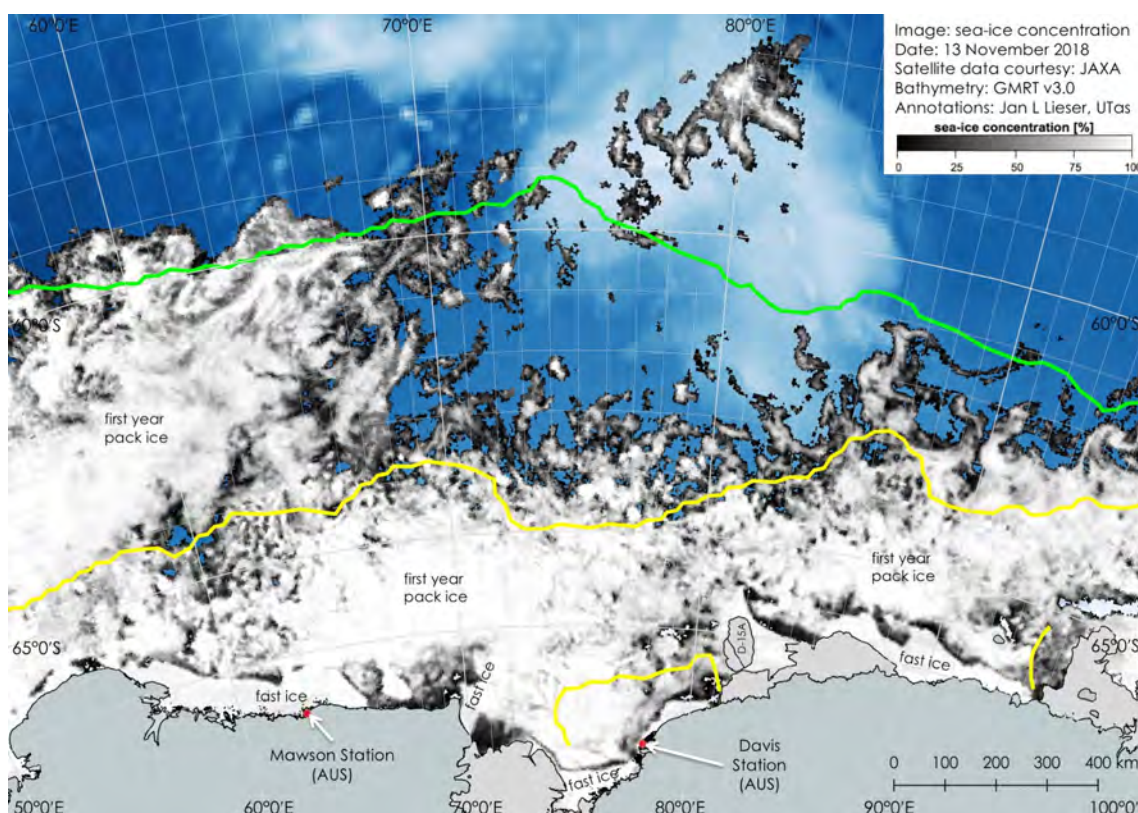 60°0'E
70°0'E
80°0'E
Image: sea-ice concentration
Date: 13 November 2018
Satellite data courtesy: JAXA
Bathymetry: GMRT v3.0
Annotations: Jan L Lieser, UTas
sea-ice concentration [%]
0 25 50 75 100
60°0'S
60°0'S
first year
pack ice
first year
pack ice
first year
pack ice
65°0'S
D-15A
65°0'S
fast ice
fast ice
fast ice
Mawson Station
(AUS)
Davis
Station
(AUS)
fast ice
0 100 200 300 400 km
50°0'E
60°0'E
70°0'E
80°0'E
90°0'E